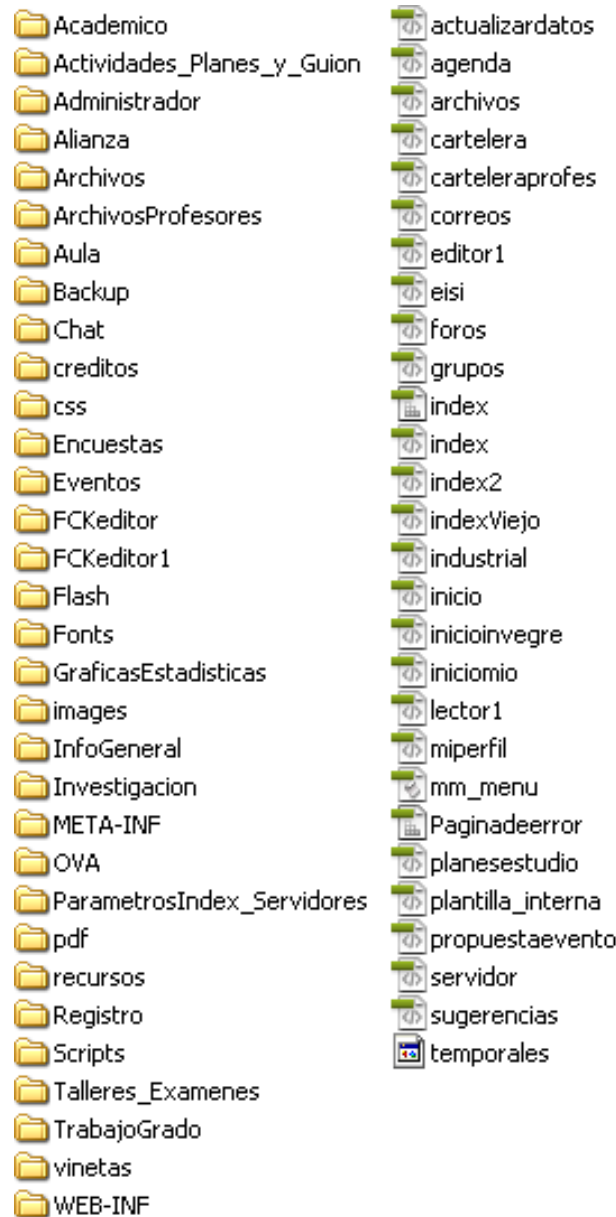 Academico
Actividades_Planes_y_Guion
Administrador
Alianza
Archivos
ArchivosProfesores
Aula
Backup
Chat
creditos
css
Encuestas
Eventos
FCKeditor
FCKeditor1
Flash
Fonts
GraficasEstadisticas
images
InfoGeneral
Investigacion
META-INF
OVA
ParametrosIndex_Servidores
pdf
recursos
Registro
Scripts
Talleres_Examenes
TrabajoGrado
vinetas
WEB-INF
actualizardatos
agenda
archivos
cartelera
carteleraprofes
correos
editor1
eisi
foros
grupos
index
index
index2
indexViejo
industrial
inicio
inicioinvegre
iniciomio
lector1
miperfil
mm_menu
Paginadeerror
planesestudio
plantilla_interna
propuestaevento
servidor
sugerencias
temporales